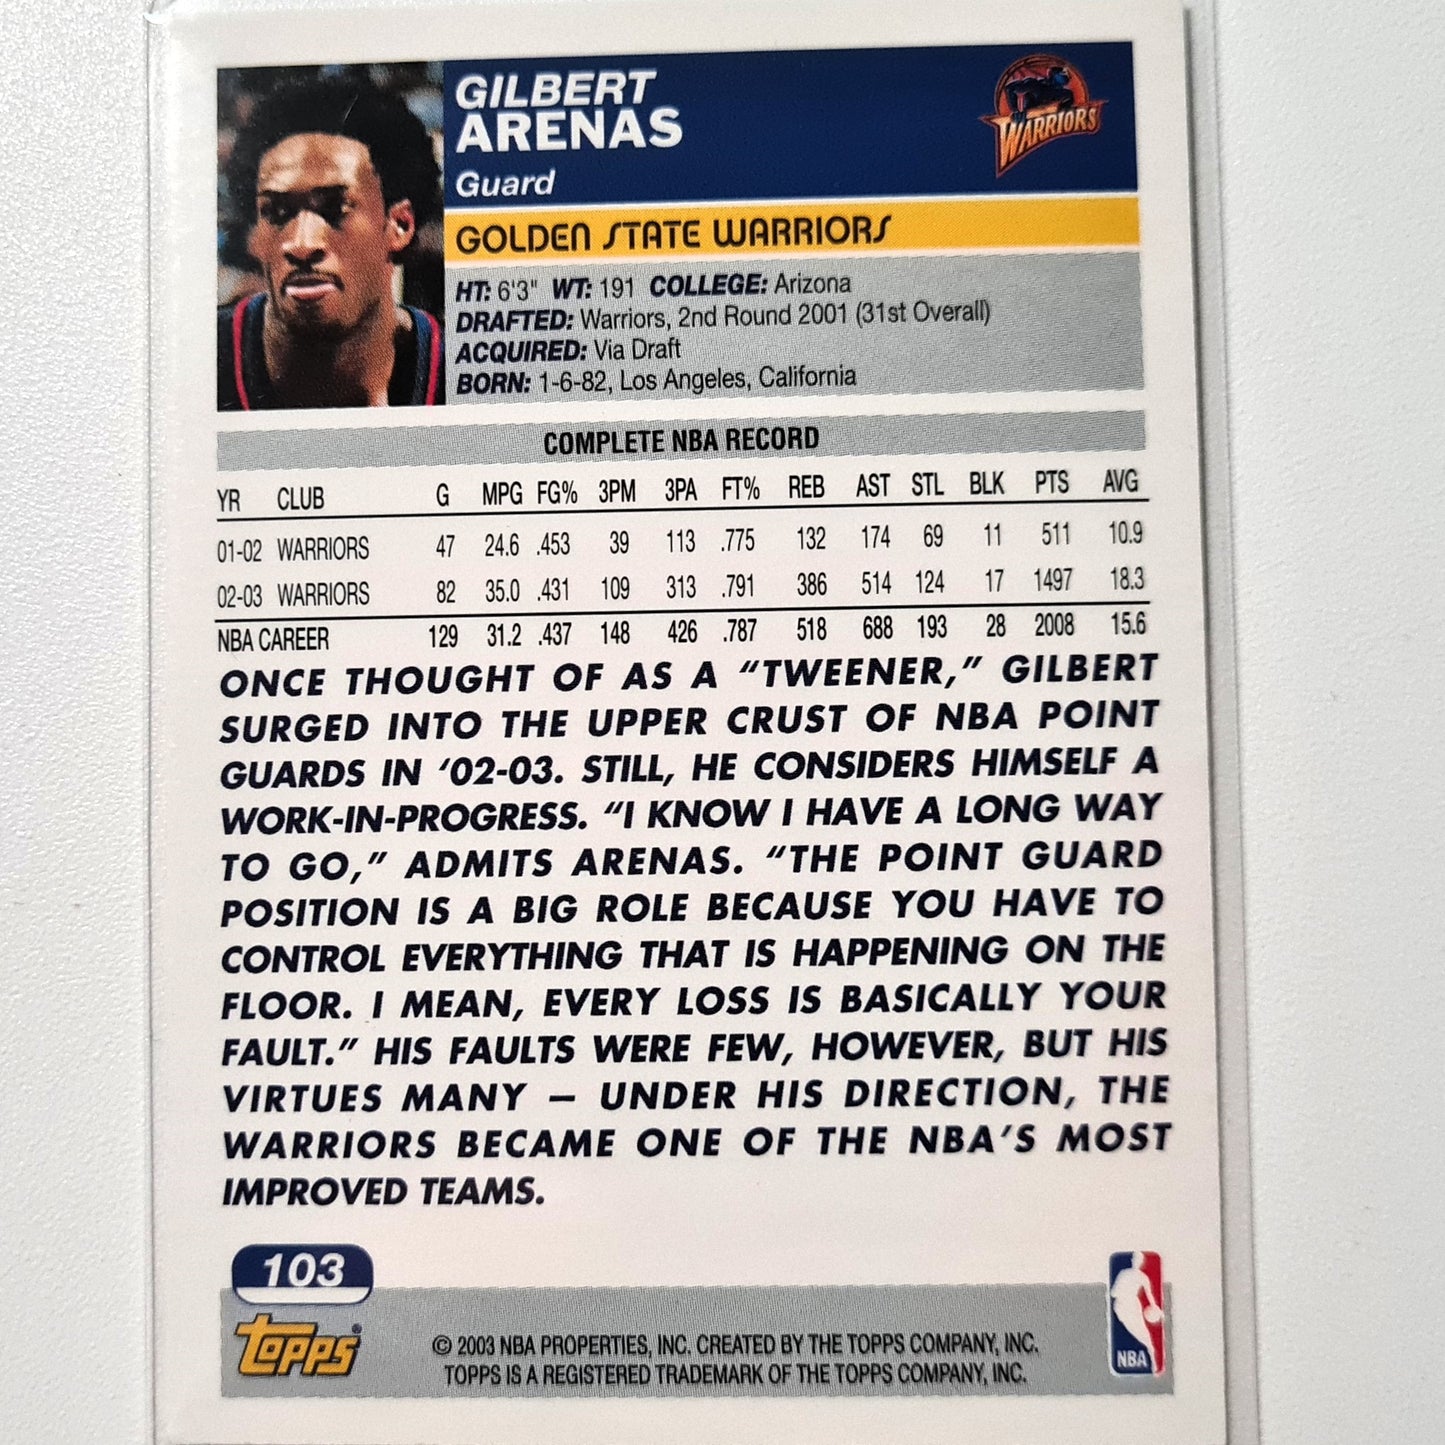 GILBERT
ARENAS
Guard
WARRIORS
GOLDEN STATE WARRIORS
HT: 6'3" WT: 191 COLLEGE: Arizona
DRAFTED: Warriors, 2nd Round 2001 (31st Overall)
ACQUIRED: Via Draft
BORN: 1-6-82, Los Angeles, California
COMPLETE NBA RECORD
YR CLUB G MPG FG% 3PM 3PA FT% REB AST STL BLK PTS AVG
01-02 WARRIORS 47 24.6 .453 39 113 .775 132 174 69 11 511 10.9
02-03 WARRIORS 82 35.0 .431 109 313 .791 386 514 124 17 1497 18.3
NBA CAREER 129 31.2 .437 148 426 .787 518 688 193 28 2008 15.6
ONCE THOUGHT OF AS A “TWEENER,” GILBERT
SURGED INTO THE UPPER CRUST OF NBA POINT
GUARDS IN ‘02-03. STILL, HE CONSIDERS HIMSELF A
WORK-IN-PROGRESS. “I KNOW I HAVE A LONG WAY
TO GO,” ADMITS ARENAS. “THE POINT GUARD
POSITION IS A BIG ROLE BECAUSE YOU HAVE TO
CONTROL EVERYTHING THAT IS HAPPENING ON THE
FLOOR. I MEAN, EVERY LOSS IS BASICALLY YOUR
FAULT.” HIS FAULTS WERE FEW, HOWEVER, BUT HIS
VIRTUES MANY – UNDER HIS DIRECTION, THE
WARRIORS BECAME ONE OF THE NBA’S MOST
IMPROVED TEAMS.
103
TOPPS®
© 2003 NBA PROPERTIES, INC. CREATED BY THE TOPPS COMPANY, INC.
TOPPS IS A REGISTERED TRADEMARK OF THE TOPPS COMPANY, INC.
NBA